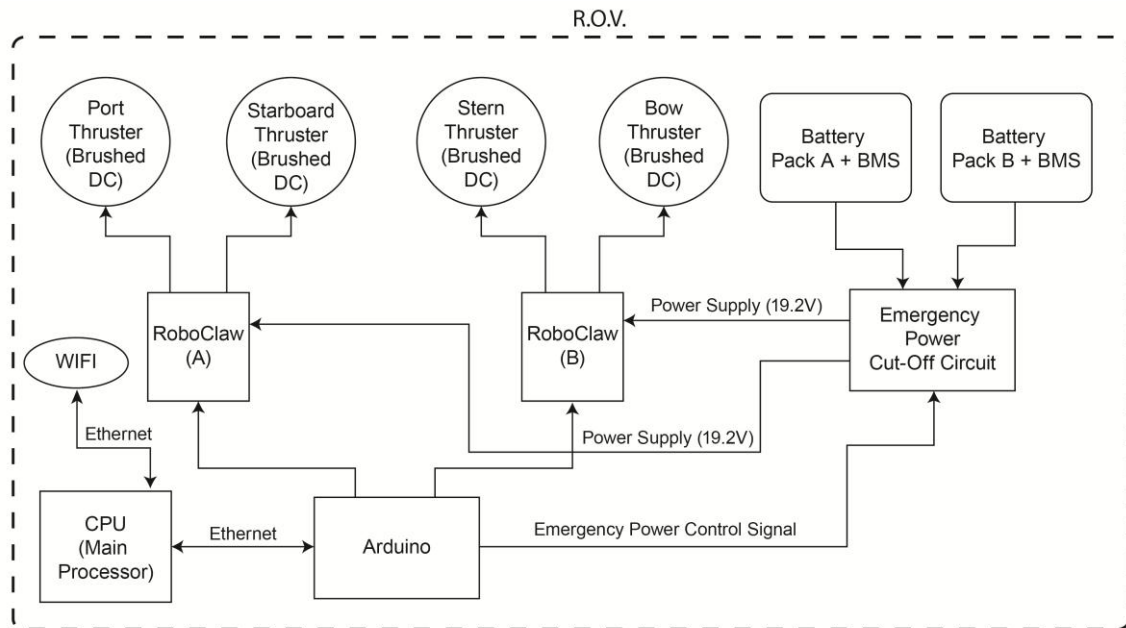 R.O.V.
Port
Thruster
(Brushed
DC)
Starboard
Thruster
(Brushed
DC)
Stern
Thruster
(Brushed
DC)
Bow
Thruster
(Brushed
DC)
Battery
Pack A + BMS
Battery
Pack B + BMS
RoboClaw
(A)
RoboClaw
(B)
Power Supply (19.2V)
Emergency
Power
Cut-Off Circuit
WIFI
Ethernet
Power Supply (19.2V)
CPU
(Main
Processor)
Ethernet
Arduino
Emergency Power Control Signal